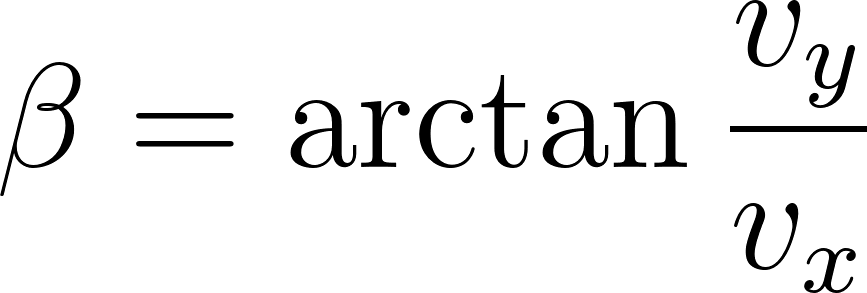 β = arctan v_y / v_x